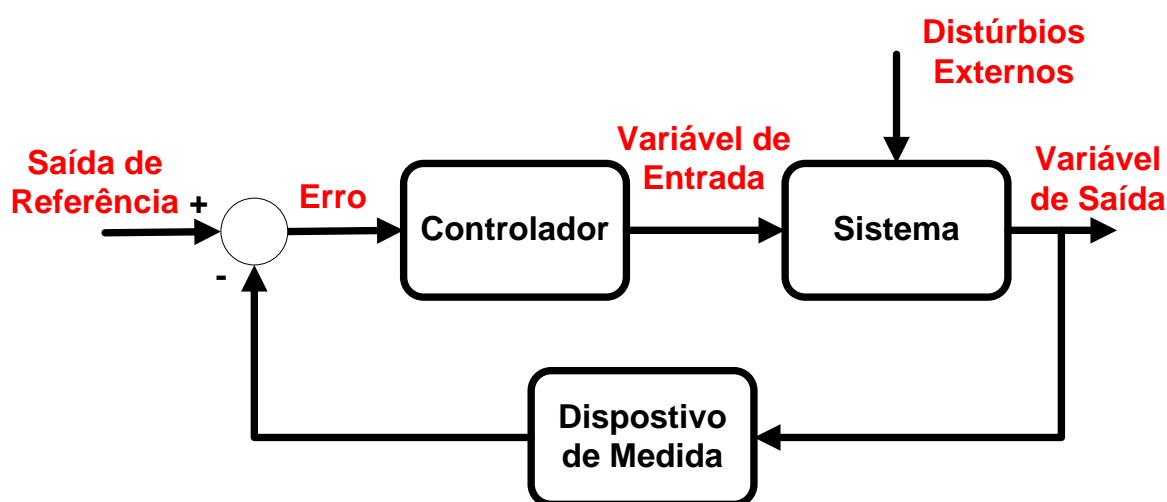 Distúrbios
Externos
Saída de
Referência +
Erro
Controlador
Variável de
Entrada
Sistema
Variável
de Saída
-
Dispostivo
de Medida